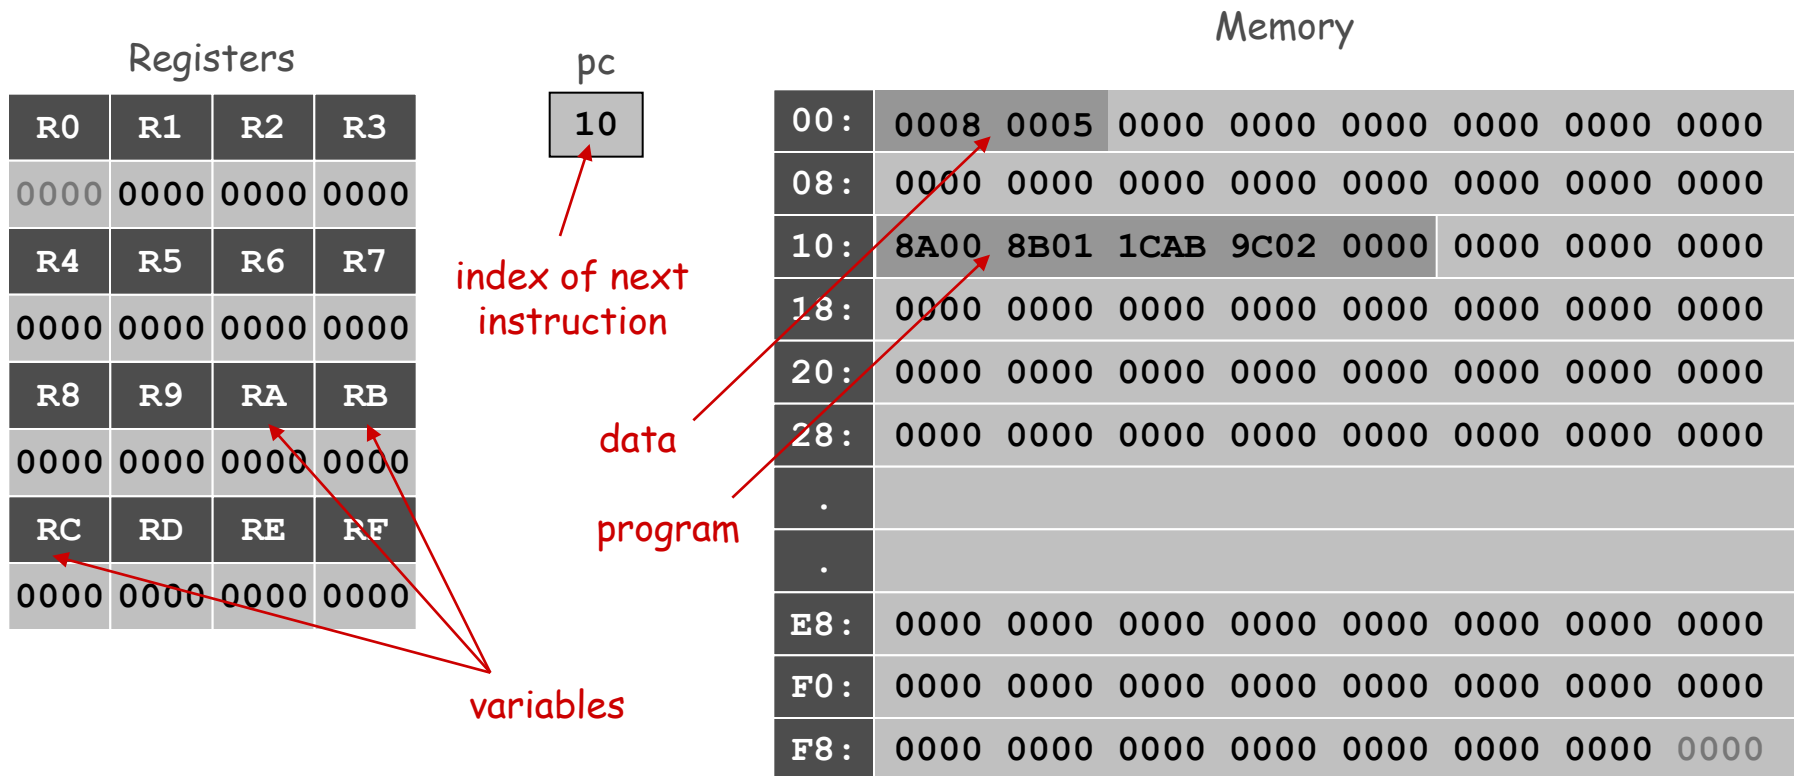 Registers
R0 R1 R2 R3
0000 0000 0000 0000
R4 R5 R6 R7
0000 0000 0000 0000
R8 R9 RA RB
0000 0000 0000 0000
RC RD RE RF
0000 0000 0000 0000
variables
pc
10
index of next
instruction
data
program
Memory
00: 0008 0005 0000 0000 0000 0000 0000 0000
08: 0000 0000 0000 0000 0000 0000 0000 0000
10: 8A00 8B01 1CAB 9C02 0000 0000 0000 0000
18: 0000 0000 0000 0000 0000 0000 0000 0000
20: 0000 0000 0000 0000 0000 0000 0000 0000
28: 0000 0000 0000 0000 0000 0000 0000 0000
.
.
E8: 0000 0000 0000 0000 0000 0000 0000 0000
F0: 0000 0000 0000 0000 0000 0000 0000 0000
F8: 0000 0000 0000 0000 0000 0000 0000 0000